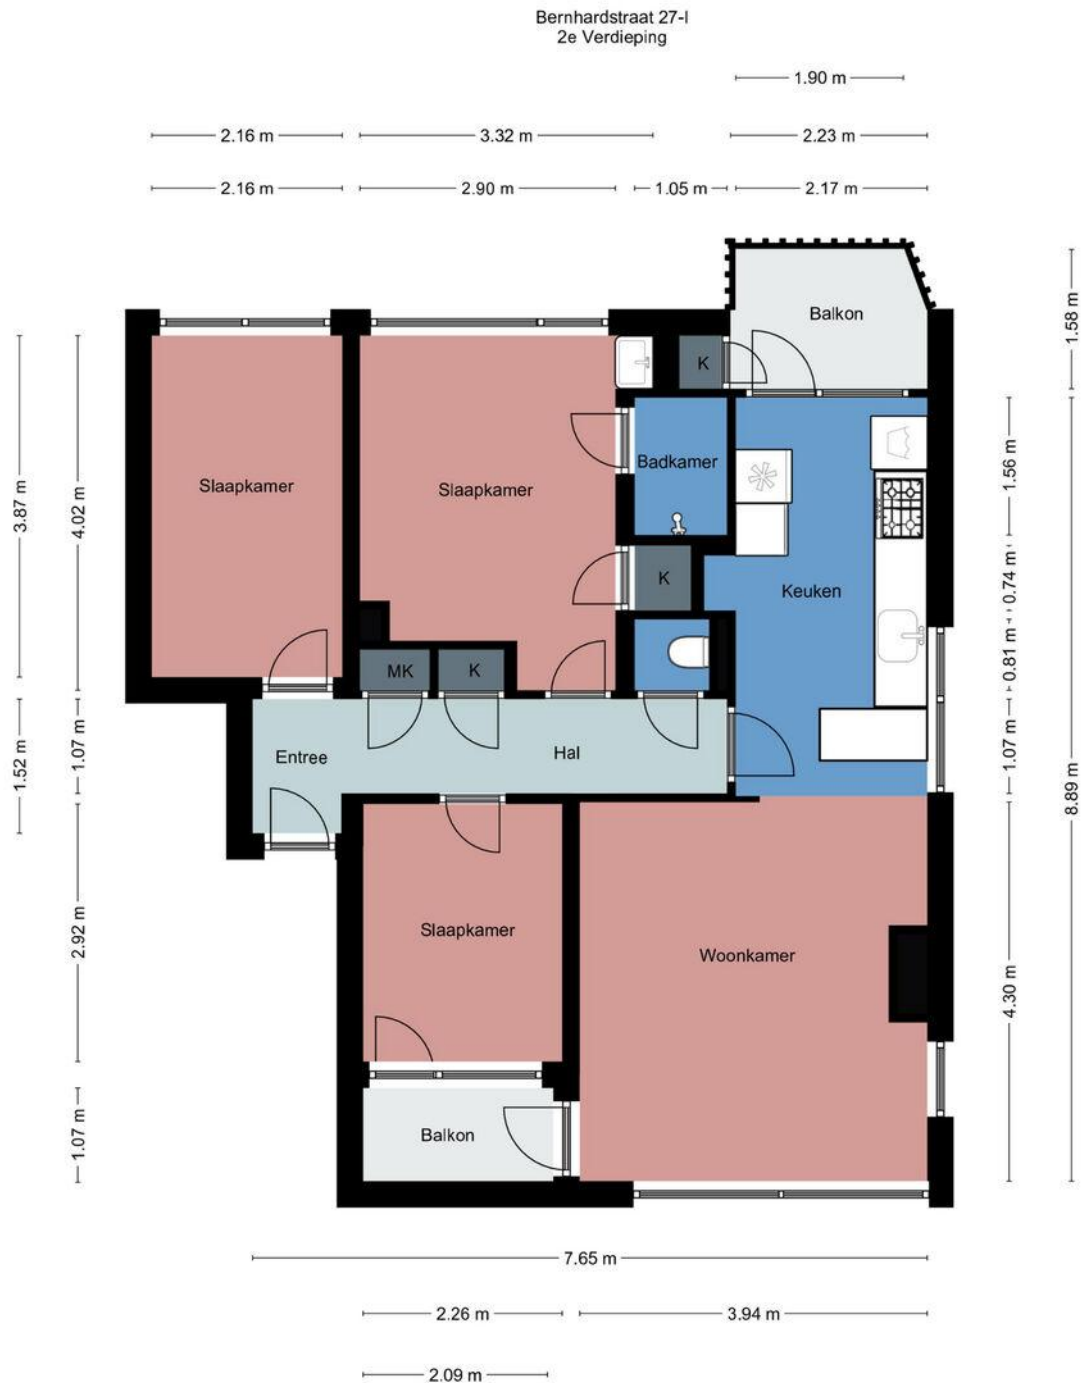 Bernhardstraat 27-I
2e Verdieping
1.90 m
2.16 m
3.32 m
2.23 m
2.16 m
2.90 m
1.05 m
2.17 m
Balkon
1.58 m
K
Slaapkamer
Slaapkamer
Badkamer
1.56 m
3.87 m
4.02 m
K
Keuken
0.74 m
MK
K
0.81 m
Entree
Hal
1.52 m
1.07 m
1.07 m
8.89 m
Slaapkamer
Woonkamer
2.92 m
4.30 m
Balkon
1.07 m
7.65 m
2.26 m
3.94 m
2.09 m